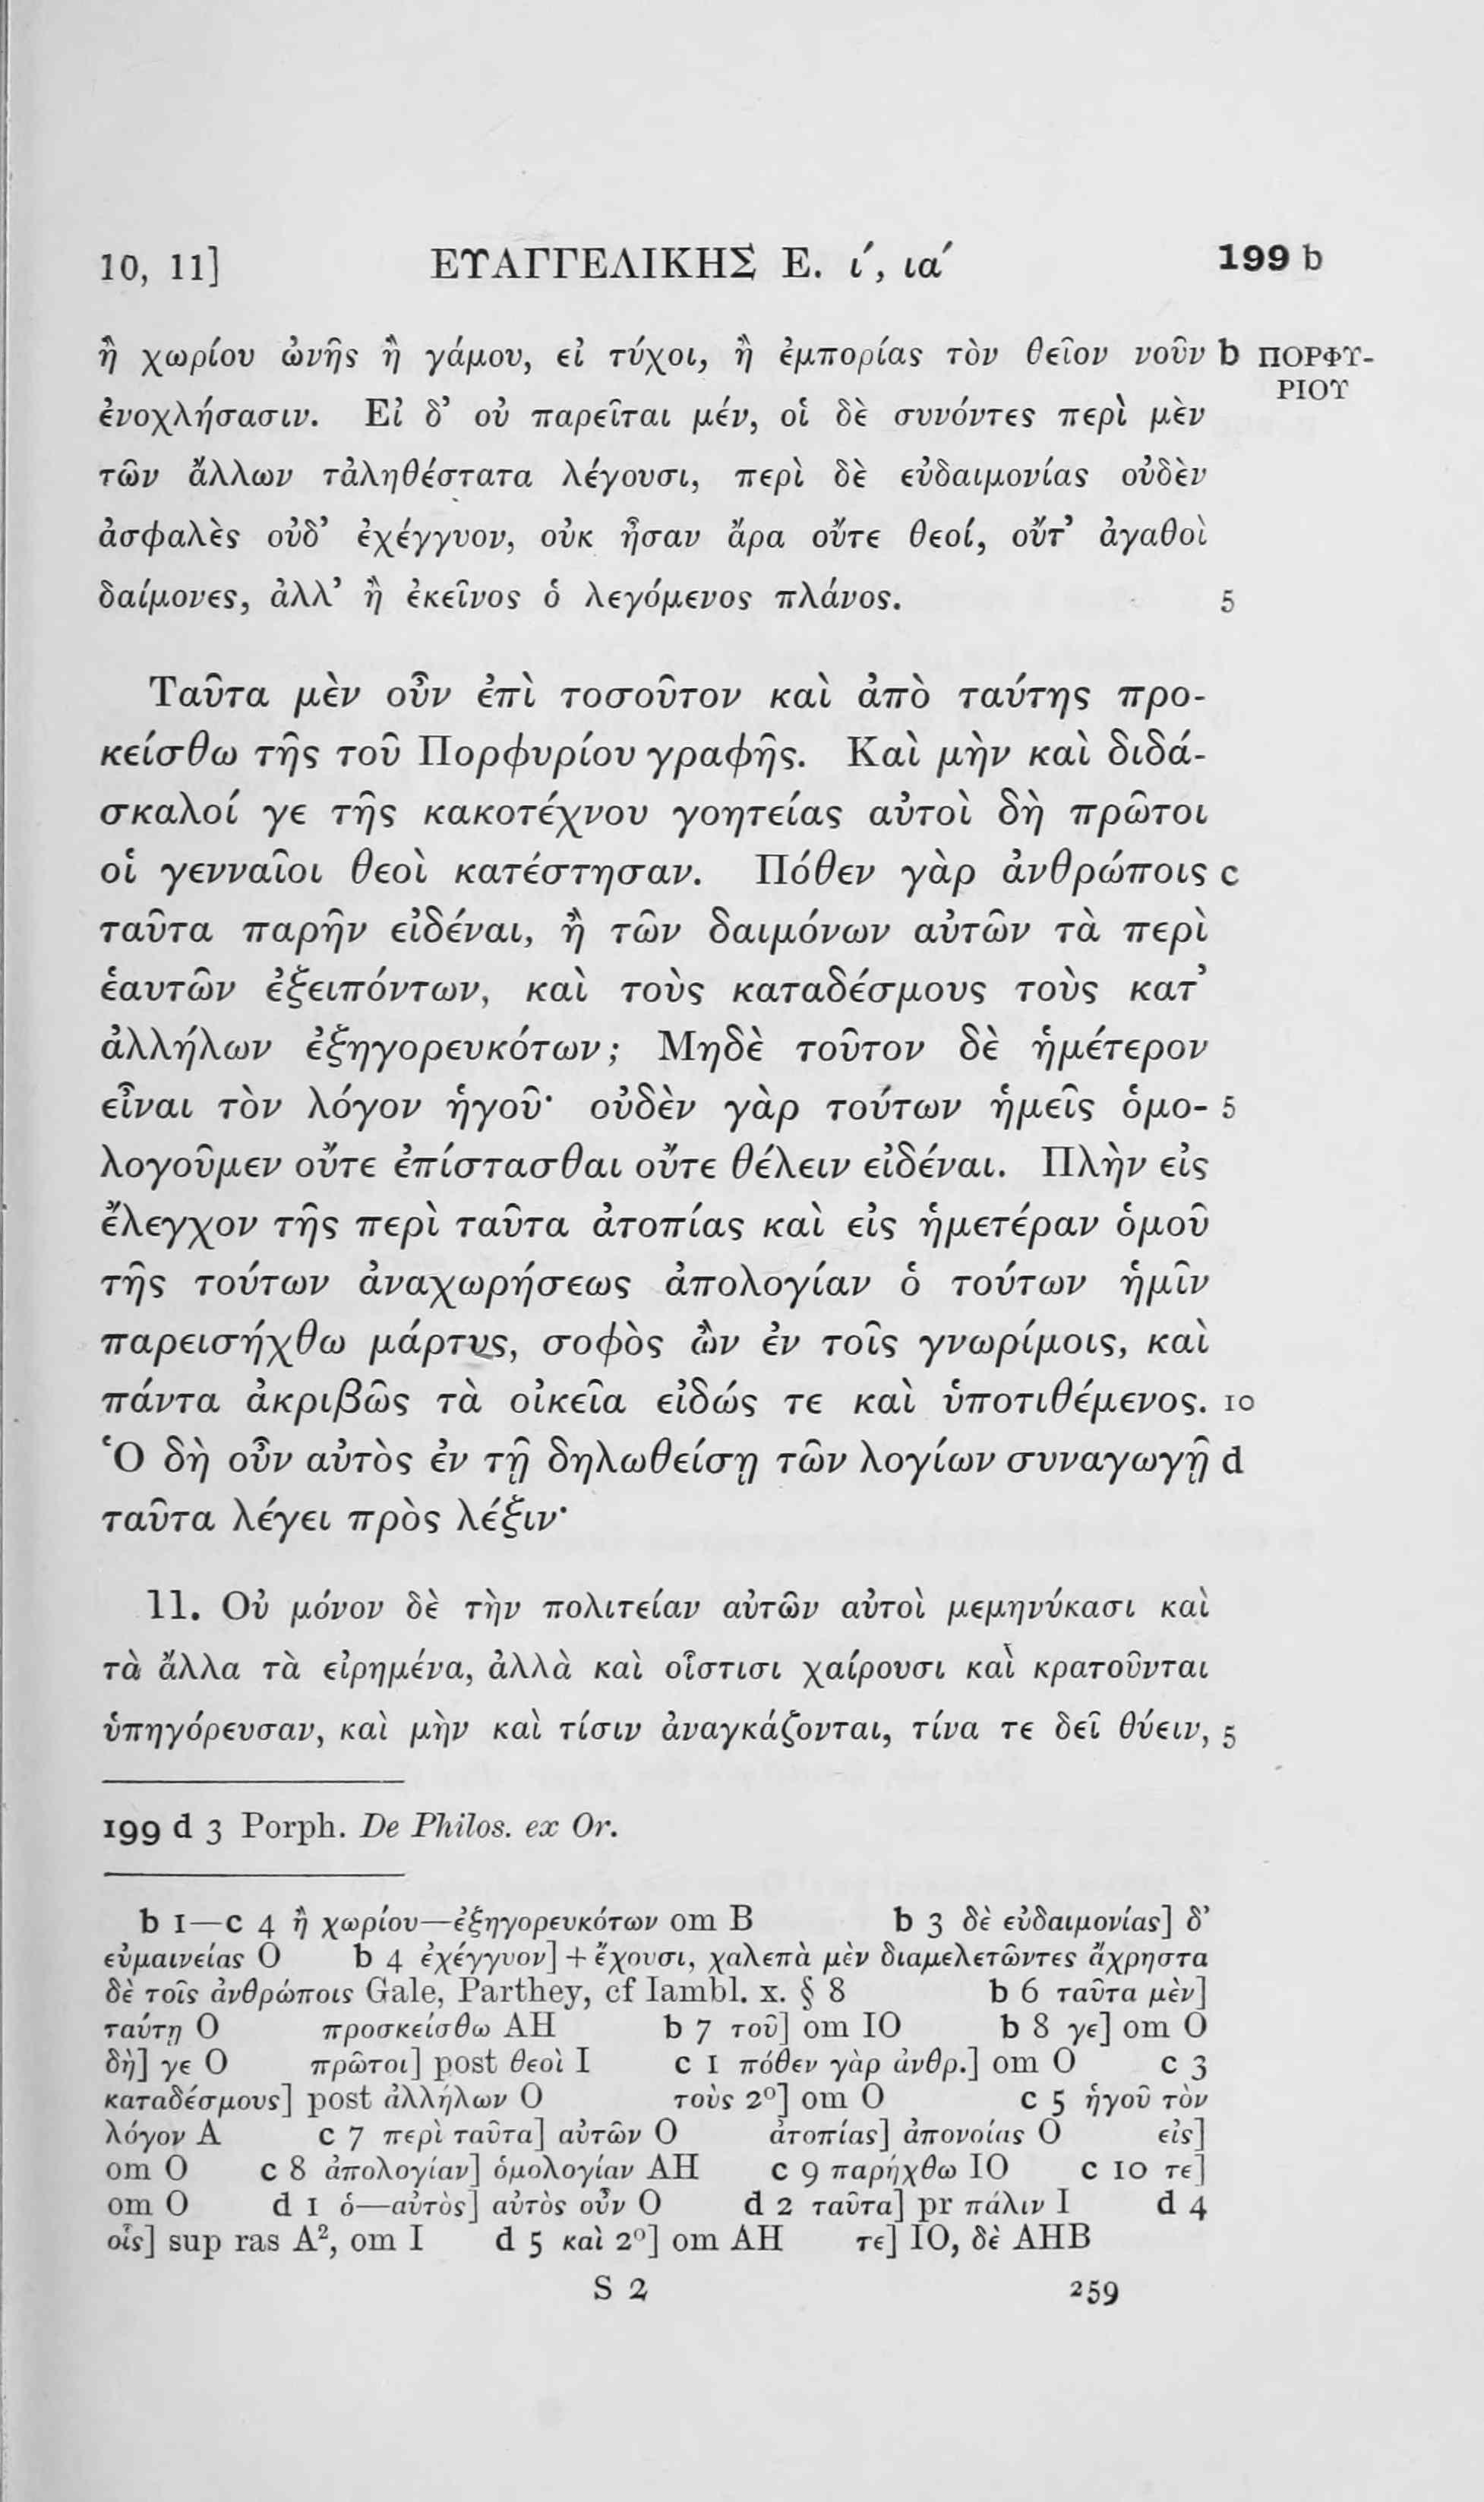 10, 11] ΕΥΑΓΓΕΛΙΚΗΣ Ε. ι΄, ια΄ 199 b
ἢ χωρίου ὠνῆς ἢ γάμου, εἰ τύχοι, ἢ ἐμπορίας τὸν θεῖον νοῦν b ΠΟΡΦΥ-
ΡΙΟΥ
ἐνοχλήσασιν. Εἰ δ’ οὐ παρεῖται μέν, οἱ δὲ συνόντες περὶ μὲν
τῶν ἄλλων τἀληθέστατα λέγουσι, περὶ δὲ εὐδαιμονίας οὐδὲν
ἀσφαλὲς οὐδ’ ἐχέγγυον, οὐκ ἦσαν ἄρα οὔτε θεοί, οὔτ’ ἀγαθοὶ
δαίμονες, ἀλλ’ ἢ ἐκεῖνος ὁ λεγόμενος πλάνος. 5
Ταῦτα μὲν οὖν ἐπὶ τοσοῦτον καὶ ἀπὸ ταύτης προ-
κείσθω τῆς τοῦ Πορφυρίου γραφῆς. Καὶ μὴν καὶ διδά-
σκαλοί γε τῆς κακοτέχνου γοητείας αὐτοὶ δὴ πρῶτοι
οἱ γενναῖοι θεοὶ κατέστησαν. Πόθεν γὰρ ἀνθρώποις c
ταῦτα παρῆν εἰδέναι, ἢ τῶν δαιμόνων αὐτῶν τὰ περὶ
ἑαυτῶν ἐξειπόντων, καὶ τοὺς καταδέσμους τοὺς κατ’
ἀλλήλων ἐξηγορευκότων; Μηδὲ τοῦτον δὲ ἡμέτερον
εἶναι τὸν λόγον ἡγοῦ· οὐδὲν γὰρ τούτων ἡμεῖς ὁμο- 5
λογοῦμεν οὔτε ἐπίστασθαι οὔτε θέλειν εἰδέναι. Πλὴν εἰς
ἔλεγχον τῆς περὶ ταῦτα ἀτοπίας καὶ εἰς ἡμετέραν ὁμοῦ
τῆς τούτων ἀναχωρήσεως ἀπολογίαν ὁ τούτων ἡμῖν
παρεισήχθω μάρτυς, σοφὸς ὢν ἐν τοῖς γνωρίμοις, καὶ
πάντα ἀκριβῶς τὰ οἰκεῖα εἰδώς τε καὶ ὑποτιθέμενος. 10
Ὁ δὴ οὖν αὐτὸς ἐν τῇ δηλωθείσῃ τῶν λογίων συναγωγῇ d
ταῦτα λέγει πρὸς λέξιν·
11. Οὐ μόνον δὲ τὴν πολιτείαν αὐτῶν αὐτοὶ μεμηνύκασι καὶ
τὰ ἄλλα τὰ εἰρημένα, ἀλλὰ καὶ οἷστισι χαίρουσι καὶ κρατοῦνται
ὑπηγόρευσαν, καὶ μὴν καὶ τίσιν ἀναγκάζονται, τίνα τε δεῖ θύειν, 5
199 d 3 Porph. De Philos. ex Or.
b 1—c 4 ἢ χωρίου—ἐξηγορευκότων om B b 3 δὲ εὐδαιμονίας] δ’
εὐμαινείας O b 4 ἐχέγγυον] + ἔχουσι, χαλεπὰ μὲν διαμελετῶντες ἄχρηστα
δὲ τοῖς ἀνθρώποις Gale, Parthey, cf Iambl. x. § 8 b 6 ταῦτα μὲν]
ταύτῃ O προσκείσθω AH b 7 τοῦ] om IO b 8 γε] om O
δὴ] γε O πρῶτοι] post θεοὶ I c 1 πόθεν γὰρ ἀνθρ.] om O c 3
καταδέσμους] post ἀλλήλων O τοὺς 2⁰] om O c 5 ἡγοῦ τὸν
λόγον A c 7 περὶ ταῦτα] αὐτῶν O ἀτοπίας] ἀπονοίας O εἰς]
om O c 8 ἀπολογίαν] ὁμολογίαν AH c 9 παρήχθω IO c 10 τε]
om O d 1 ὁ—αὐτὸς] αὐτὸς οὖν O d 2 ταῦτα] pr πάλιν I d 4
οἷς] sup ras A², om I d 5 καὶ 2⁰] om AH τε] IO, δὲ AHB
S 2 259